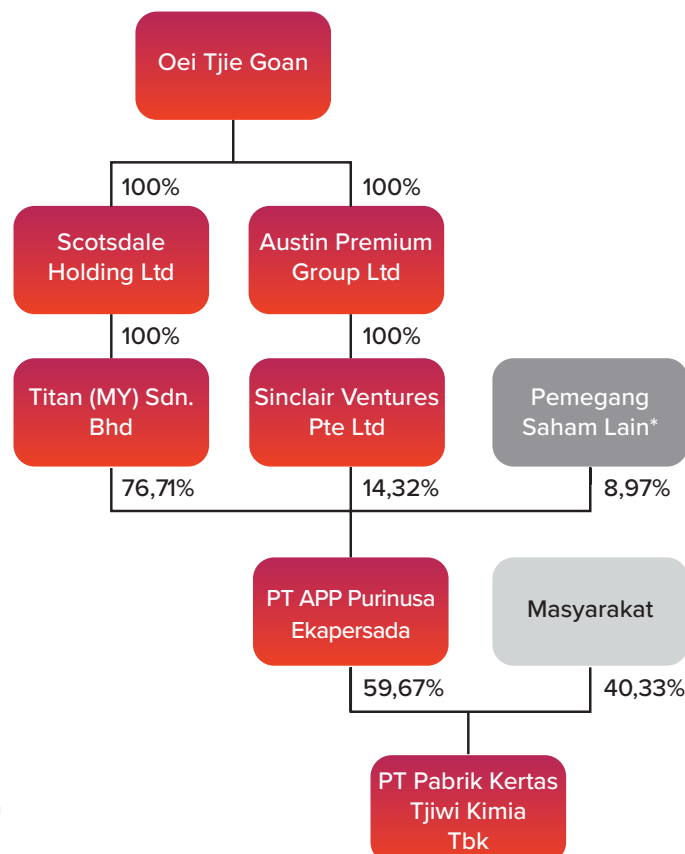 Oei Tjie Goan
100%
100%
Scotsdale
Holding Ltd
Austin Premium
Group Ltd
100%
100%
Titan (MY) Sdn.
Bhd
Sinclair Ventures
Pte Ltd
Pemegang
Saham Lain*
76,71%
14,32%
8,97%
PT APP Purinusa
Ekapersada
Masyarakat
59,67%
40,33%
PT Pabrik Kertas
Tjiwi Kimia
Tbk